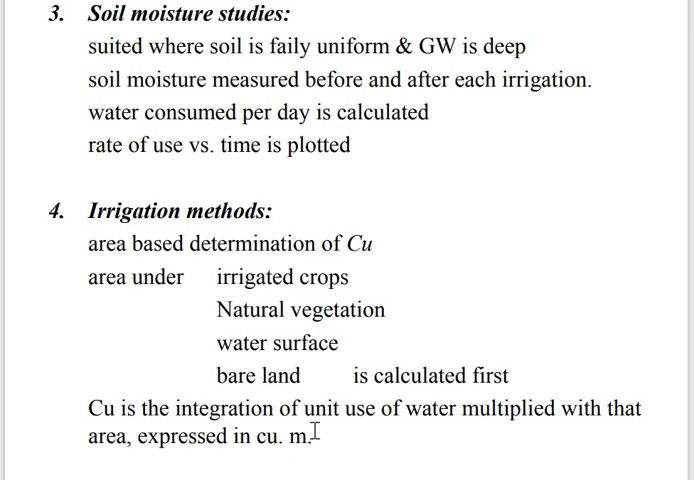 3. Soil moisture studies:
suited where soil is faily uniform & GW is deep
soil moisture measured before and after each irrigation.
water consumed per day is calculated
rate of use vs. time is plotted
4. Irrigation methods:
area based determination of Cu
area under irrigated crops
Natural vegetation
water surface
bare land is calculated first
Cu is the integration of unit use of water multiplied with that
area, expressed in cu. m.